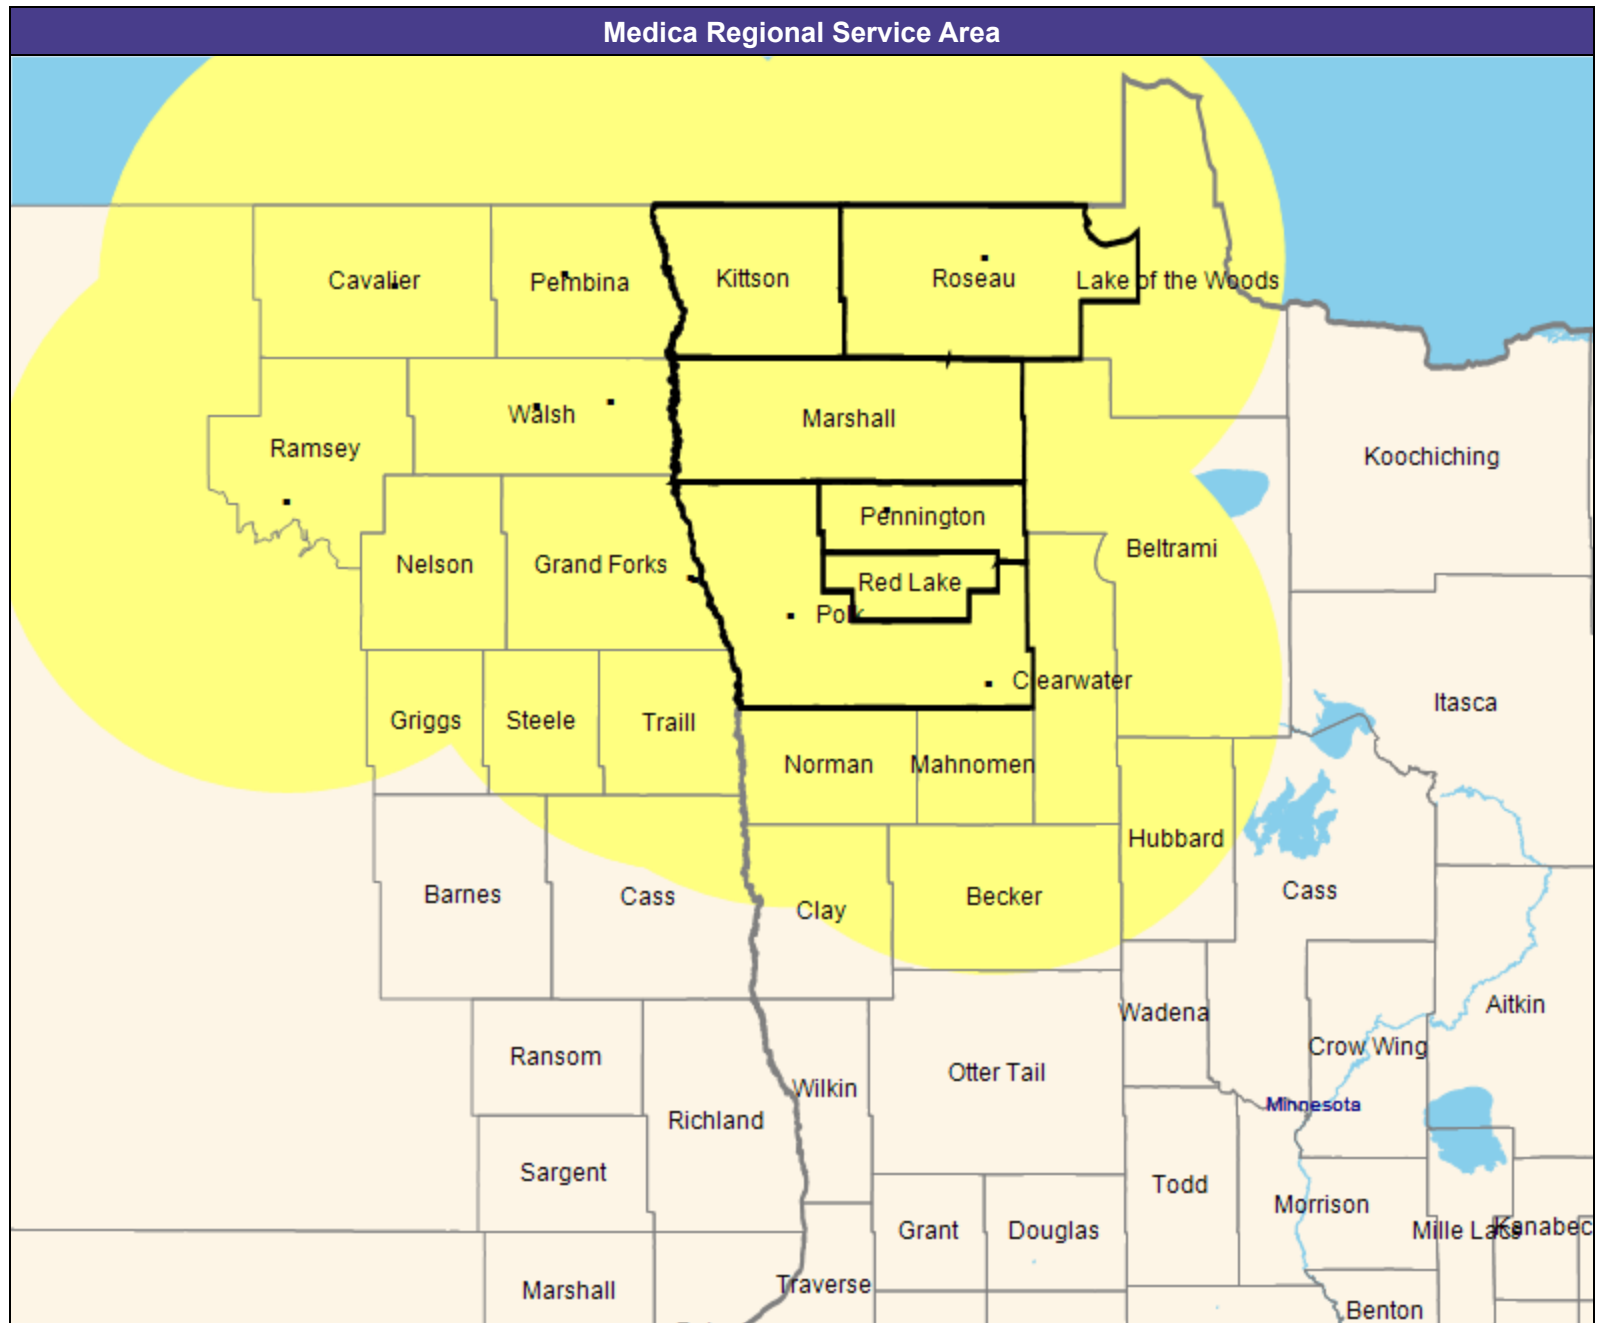 Medica Regional Service Area
Cavalier
Pembina
Kittson
Roseau
Lake of the Woods
Walsh
Marshall
Ramsey
Koochiching
Pennington
Beltrami
Nelson
Grand Forks
Red Lake
Polk
Clearwater
Itasca
Griggs
Steele
Traill
Norman
Mahnomen
Hubbard
Barnes
Cass
Clay
Becker
Cass
Wadena
Aitkin
Ransom
Crow Wing
Otter Tail
Wilkin
Minnesota
Richland
Sargent
Todd
Morrison
Grant
Douglas
Mille Lacs
Kanabec
Marshall
Traverse
Benton